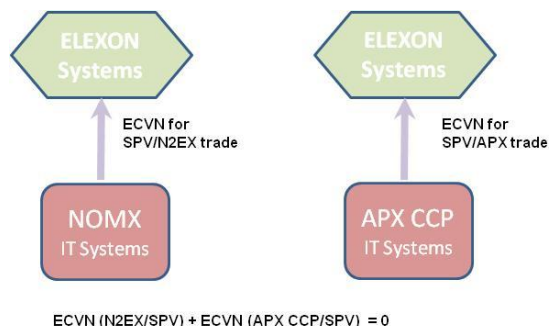 ELEXON
Systems
ELEXON
Systems
ECVN for
SPV/N2EX trade
ECVN for
SPV/APX trade
NOMX
IT Systems
APX CCP
IT Systems
ECVN (N2EX/SPV) + ECVN (APX CCP/SPV) = 0